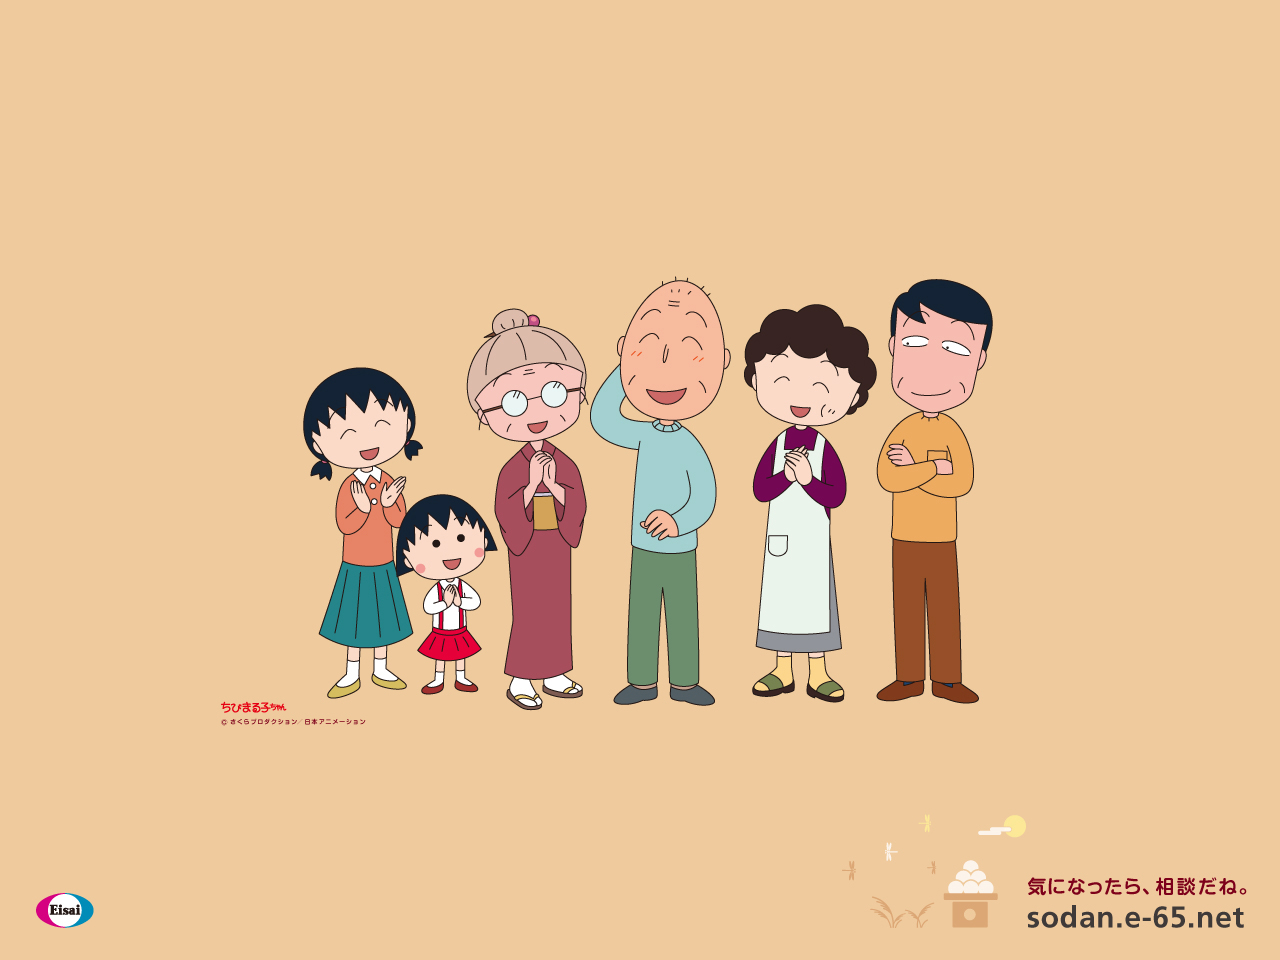 ちびまる子ちゃん
© さくらプロダクション／日本アニメーション
Eisai
気になったら、相談だね。
sodan.e-65.net